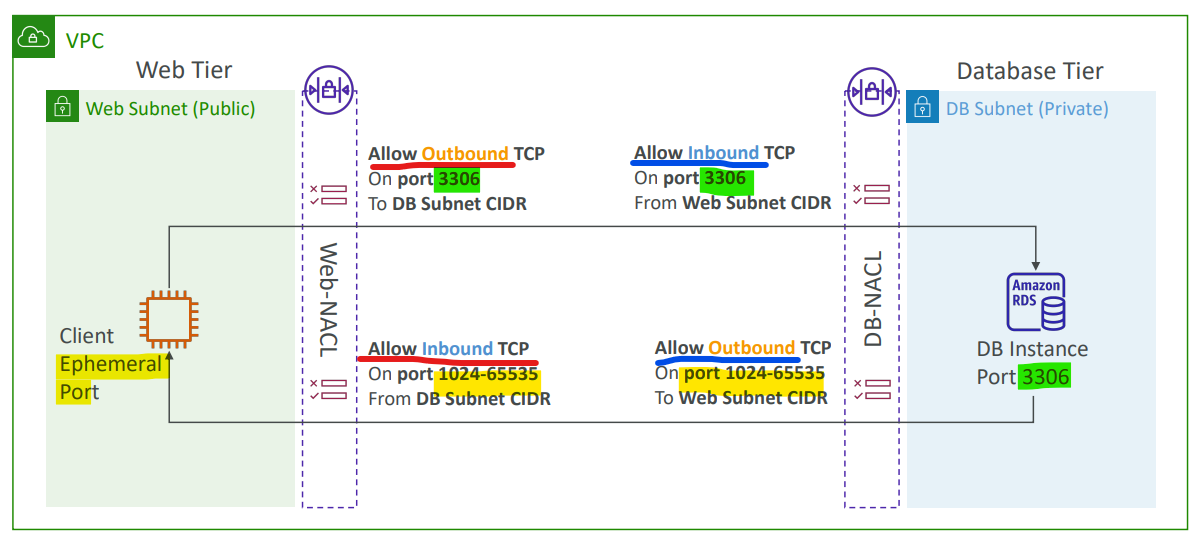 VPC
Web Tier
Database Tier
Web Subnet (Public)
DB Subnet (Private)
Allow Outbound TCP
On port 3306
To DB Subnet CIDR
Allow Inbound TCP
On port 3306
From Web Subnet CIDR
Web-NACL
DB-NACL
Client
Ephemeral
Port
Allow Inbound TCP
On port 1024-65535
From DB Subnet CIDR
Allow Outbound TCP
On port 1024-65535
To Web Subnet CIDR
Amazon
RDS
DB Instance
Port 3306